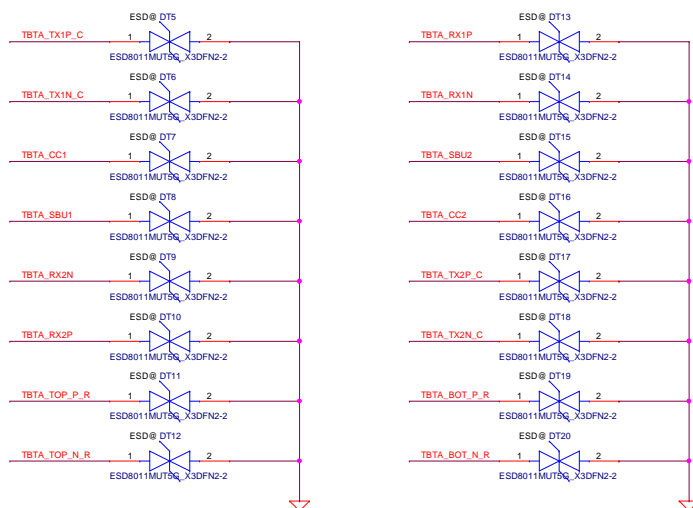 ESD@ DT5
TBTA_TX1P_C 1 2
ESD8011MUT5G_X3DFN2-2
ESD@ DT6
TBTA_TX1N_C 1 2
ESD8011MUT5G_X3DFN2-2
ESD@ DT7
TBTA_CC1 1 2
ESD8011MUT5G_X3DFN2-2
ESD@ DT8
TBTA_SBU1 1 2
ESD8011MUT5G_X3DFN2-2
ESD@ DT9
TBTA_RX2N 1 2
ESD8011MUT5G_X3DFN2-2
ESD@ DT10
TBTA_RX2P 1 2
ESD8011MUT5G_X3DFN2-2
ESD@ DT11
TBTA_TOP_P_R 1 2
ESD8011MUT5G_X3DFN2-2
ESD@ DT12
TBTA_TOP_N_R 1 2
ESD8011MUT5G_X3DFN2-2
ESD@ DT13
TBTA_RX1P 1 2
ESD8011MUT5G_X3DFN2-2
ESD@ DT14
TBTA_RX1N 1 2
ESD8011MUT5G_X3DFN2-2
ESD@ DT15
TBTA_SBU2 1 2
ESD8011MUT5G_X3DFN2-2
ESD@ DT16
TBTA_CC2 1 2
ESD8011MUT5G_X3DFN2-2
ESD@ DT17
TBTA_TX2P_C 1 2
ESD8011MUT5G_X3DFN2-2
ESD@ DT18
TBTA_TX2N_C 1 2
ESD8011MUT5G_X3DFN2-2
ESD@ DT19
TBTA_BOT_P_R 1 2
ESD8011MUT5G_X3DFN2-2
ESD@ DT20
TBTA_BOT_N_R 1 2
ESD8011MUT5G_X3DFN2-2